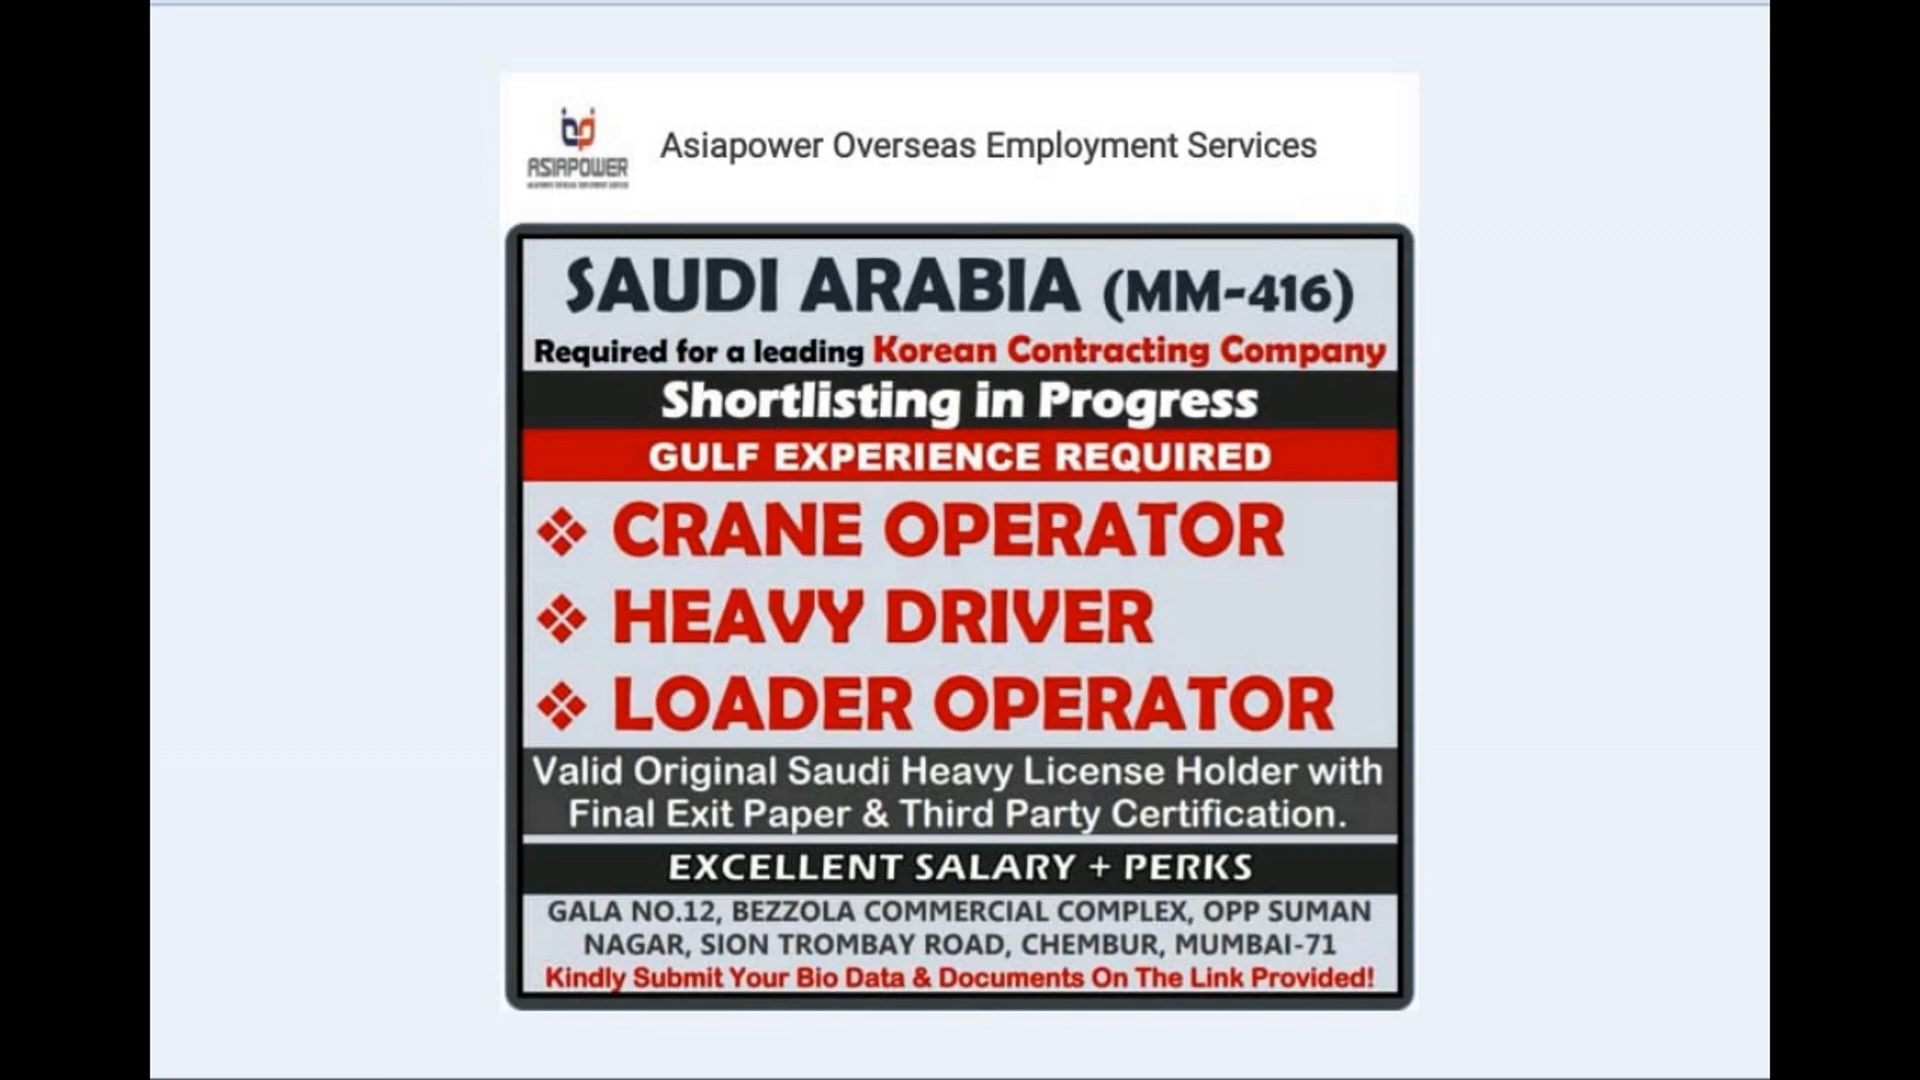 ASIAPOWER
Asiapower Overseas Employment Services
SAUDI ARABIA (MM-416)
Required for a leading Korean Contracting Company
Shortlisting in Progress
GULF EXPERIENCE REQUIRED
❖ CRANE OPERATOR
❖ HEAVY DRIVER
❖ LOADER OPERATOR
Valid Original Saudi Heavy License Holder with
Final Exit Paper & Third Party Certification.
EXCELLENT SALARY + PERKS
GALA NO.12, BEZZOLA COMMERCIAL COMPLEX, OPP SUMAN
NAGAR, SION TROMBAY ROAD, CHEMBUR, MUMBAI-71
Kindly Submit Your Bio Data & Documents On The Link Provided!